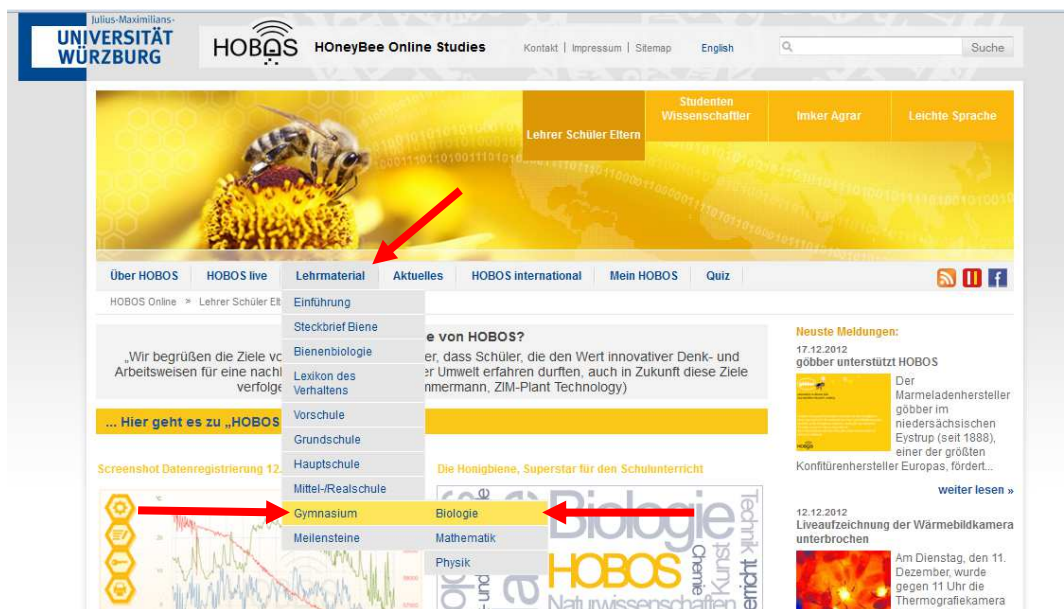 Julius-Maximilians-
UNIVERSITÄT
WÜRZBURG
HOBOS
HOneyBee Online Studies
Kontakt | Impressum | Sitemap
English
Suche
Lehrer Schüler Eltern
Studenten
Wissenschaftler
Imker Agrar
Leichte Sprache
Über HOBOS
HOBOS live
Lehrmaterial
Aktuelles
HOBOS international
Mein HOBOS
Quiz
HOBOS Online > Lehrer Schüler Elt
Einführung
Steckbrief Biene
Bienenbiologie
Lexikon des
Verhaltens
Vorschule
Grundschule
Hauptschule
Mittel-/Realschule
Gymnasium
Meilensteine
Biologie
Mathematik
Physik
e von HOBOS?
„Wir begrüßen die Ziele vo er, dass Schüler, die den Wert innovativer Denk- und
Arbeitsweisen für eine nachl er Umwelt erfahren durften, auch in Zukunft diese Ziele
verfolge mmermann, ZIM-Plant Technology)
... Hier geht es zu „HOBOS
Screenshot Datenregistrierung 12.
Die Honigbiene, Superstar für den Schulunterricht
Biologie
HOBOS
Naturwissenschaften
Chemie
Kunst
Technik
erricht
Neuste Meldungen:
17.12.2012
göbber unterstützt HOBOS
Der
Marmeladenhersteller
göbber im
niedersächsischen
Eystrup (seit 1888),
einer der größten
Konfitürenhersteller Europas, fördert...
weiter lesen »
12.12.2012
Liveaufzeichnung der Wärmebildkamera
unterbrochen
Am Dienstag, den 11.
Dezember, wurde
gegen 11 Uhr die
Thermografiekamera